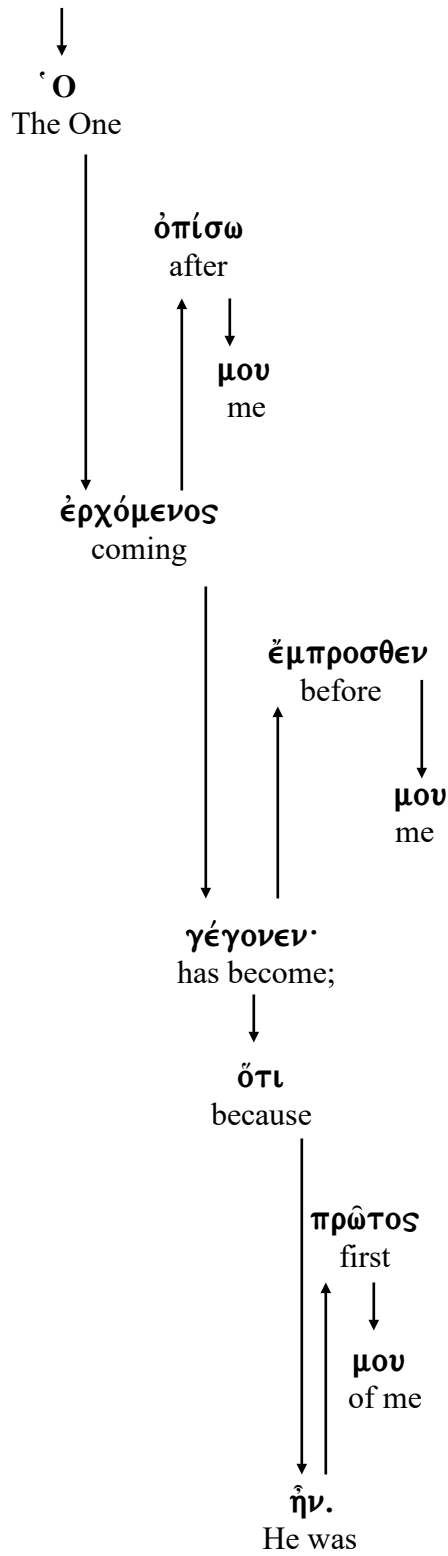 Ὁ
The One
ὀπίσω
after
μου
me
ἐρχόμενος
coming
ἔμπροσθεν
before
μου
me
γέγονεν·
has become;
ὅτι
because
πρῶτος
first
μου
of me
ἦν.
He was